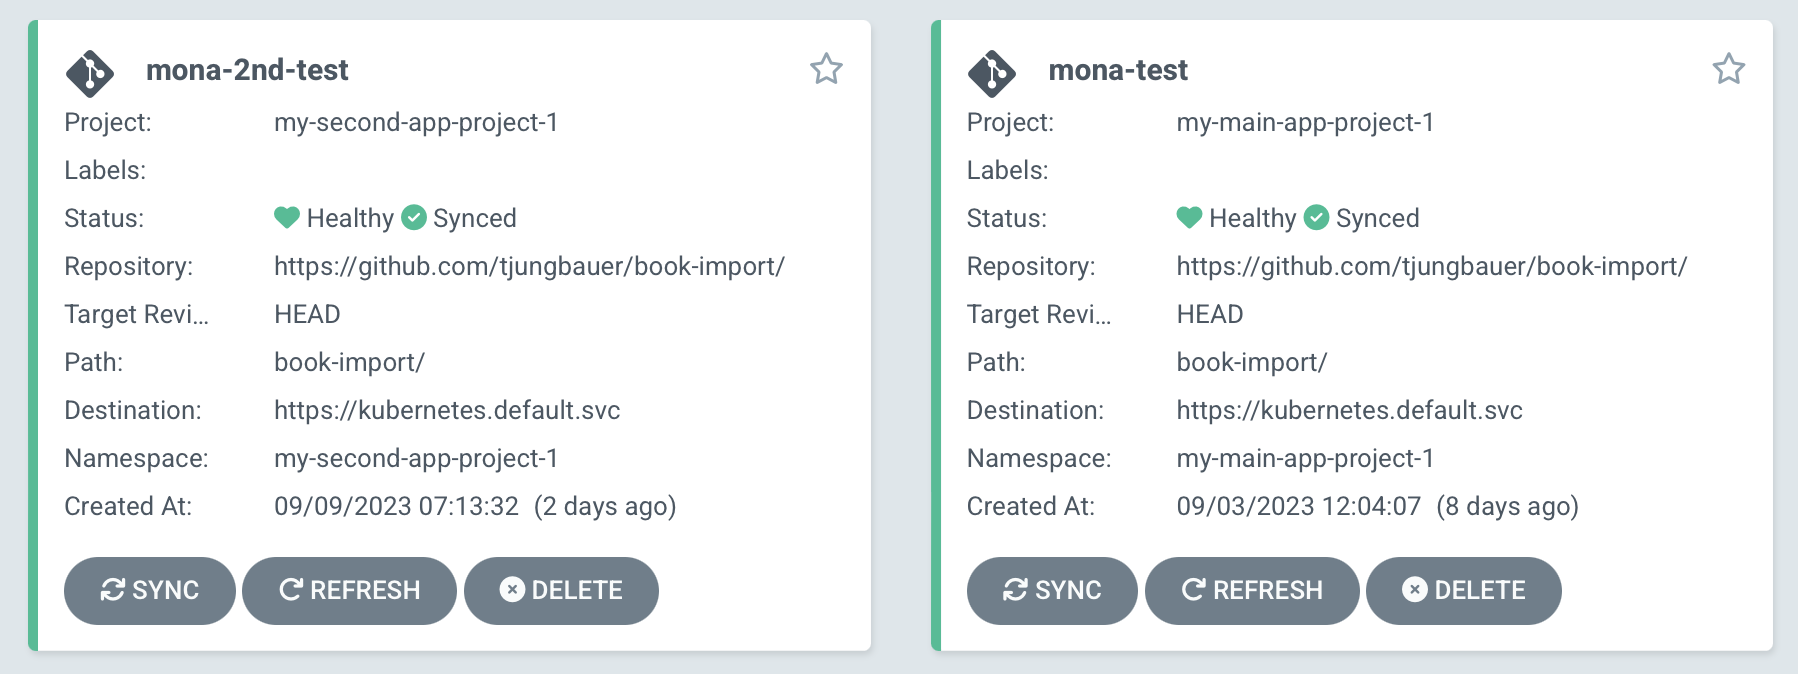 mona-2nd-test
Project: my-second-app-project-1
Labels:
Status: Healthy Synced
Repository: https://github.com/tjungbauer/book-import/
Target Revi... HEAD
Path: book-import/
Destination: https://kubernetes.default.svc
Namespace: my-second-app-project-1
Created At: 09/09/2023 07:13:32 (2 days ago)
SYNC REFRESH DELETE
mona-test
Project: my-main-app-project-1
Labels:
Status: Healthy Synced
Repository: https://github.com/tjungbauer/book-import/
Target Revi... HEAD
Path: book-import/
Destination: https://kubernetes.default.svc
Namespace: my-main-app-project-1
Created At: 09/03/2023 12:04:07 (8 days ago)
SYNC REFRESH DELETE